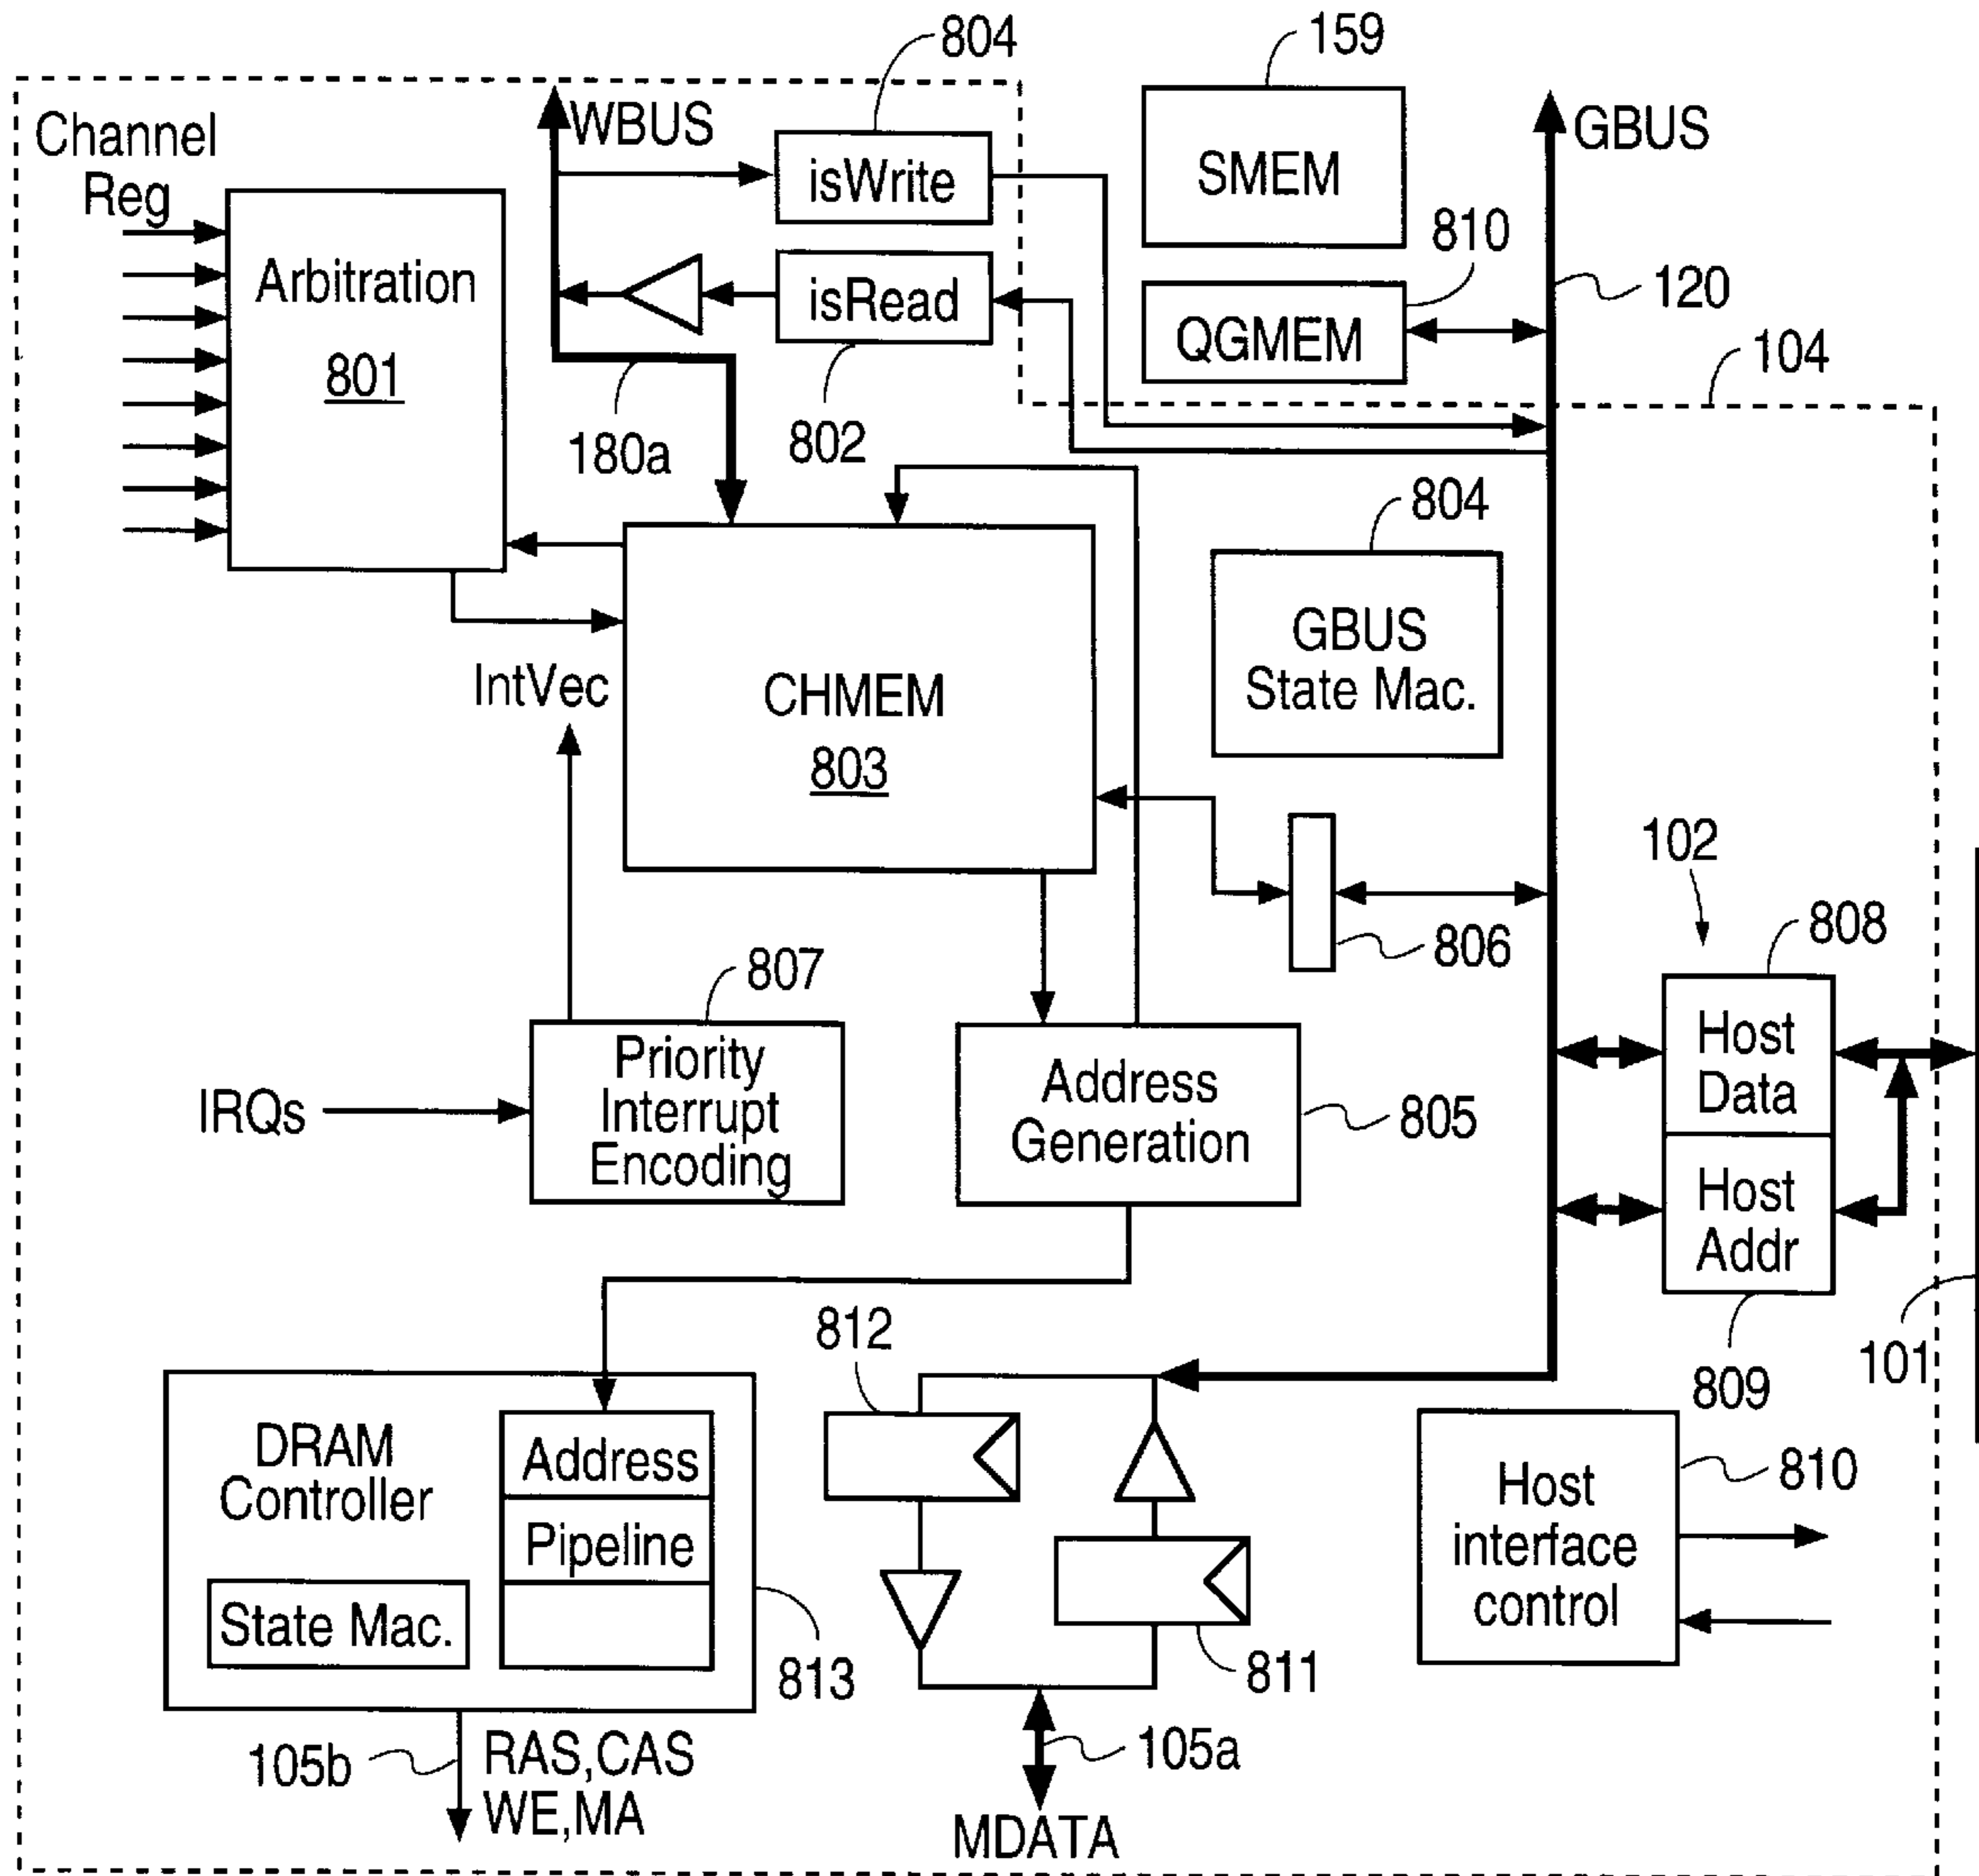 804
159
Channel
Reg
WBUS
isWrite
SMEM
GBUS
Arbitration
801
isRead
802
810
QGMEM
120
104
180a
804
GBUS
State Mac.
IntVec
CHMEM
803
102
806
808
807
Priority
Interrupt
Encoding
IRQs
Address
Generation
805
Host
Data
Host
Addr
809
101
812
DRAM
Controller
Address
Pipeline
State Mac.
813
811
Host
interface
control
810
105b
RAS,CAS
WE,MA
105a
MDATA